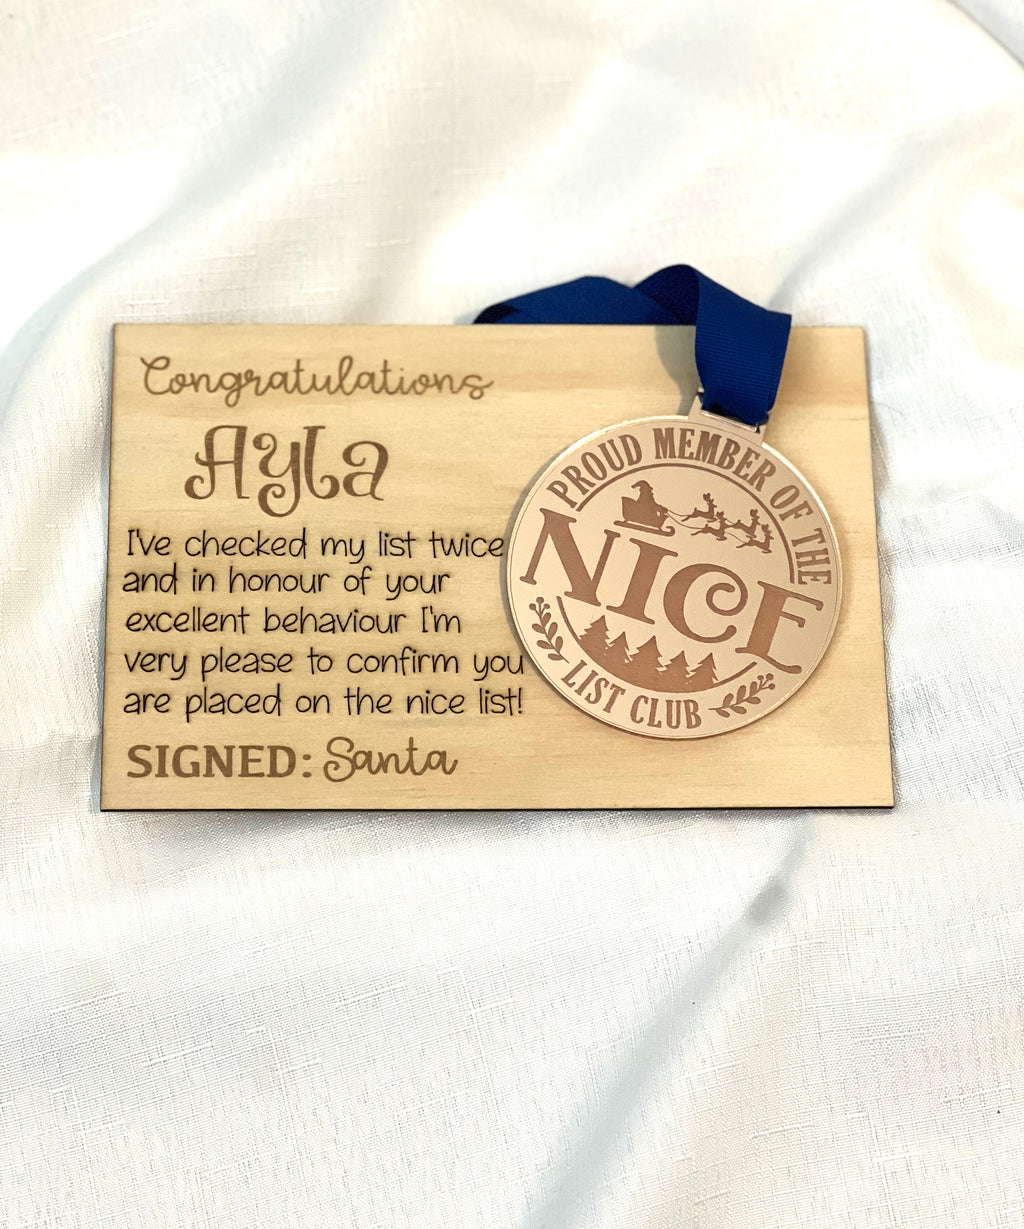 Congratulations
Ayla
I've checked my list twice
and in honour of your
excellent behaviour I'm
very please to confirm you
are placed on the nice list!
SIGNED: Santa
PROUD MEMBER OF THE
NICE
LIST CLUB